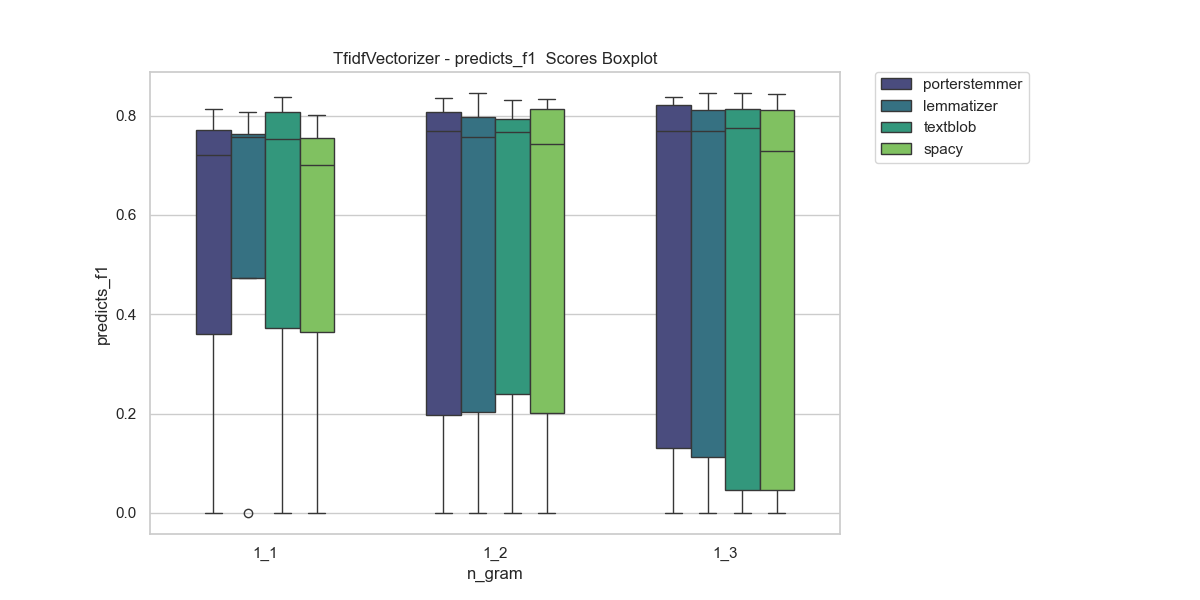 TfidfVectorizer - predicts_f1  Scores Boxplot
porterstemmer
lemmatizer
textblob
spacy
predicts_f1
0.8
0.6
0.4
0.2
0.0
1_1
1_2
1_3
n_gram